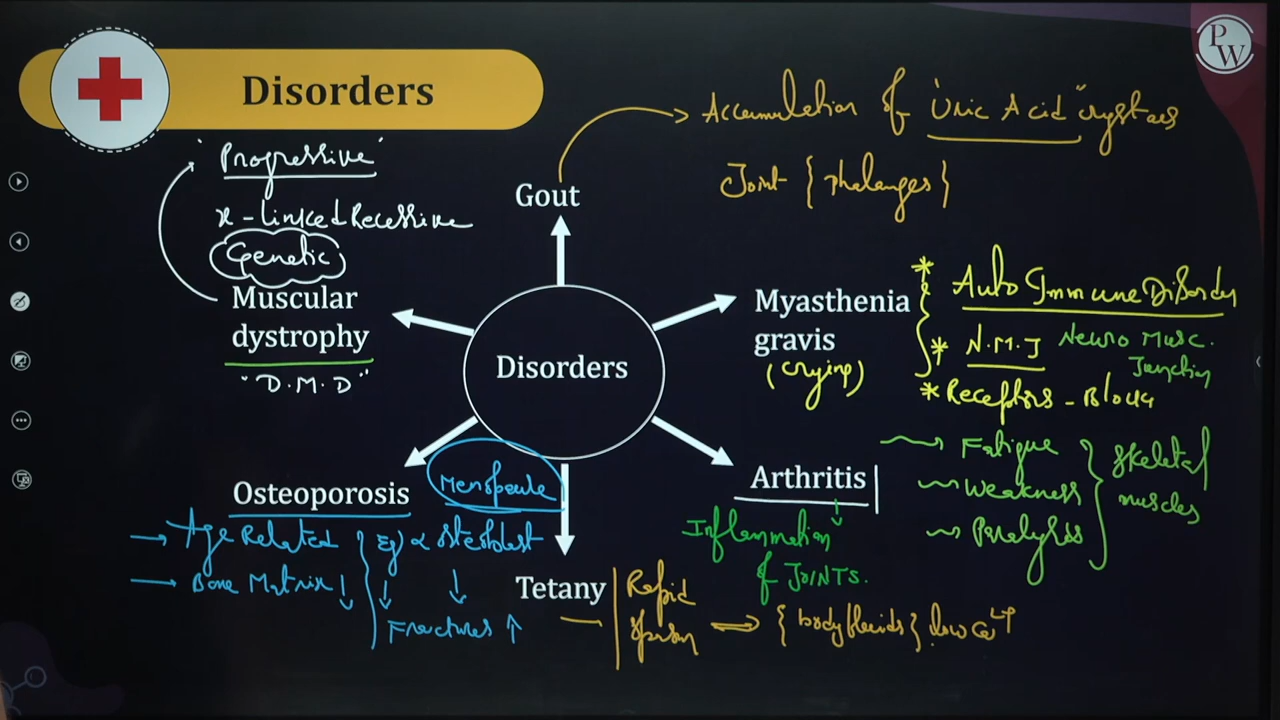 Disorders
PW
"Progressive"
x-Linked Recessive
Genetic
Muscular
dystrophy
"D.M.D"
Gout
Accumulation of "Uric Acid" crystals
Joint { Phalanges }
Disorders
Myasthenia
gravis
(crying)
* Auto Immune Disorder
* N.M.J Neuro Musc.
Junction
* Receptors - Block
Fatigue
Weakness
Paralysis
Skeletal
muscles
Arthritis
Inflammation
of JOINTS.
Osteoporosis
Menopause
Age Related
Bone Matrix ↓
∝ osteoblast
↓ ↓
Fractures ↑
Tetany
Rapid
Spasm ⇒ { body fluids } low Ca